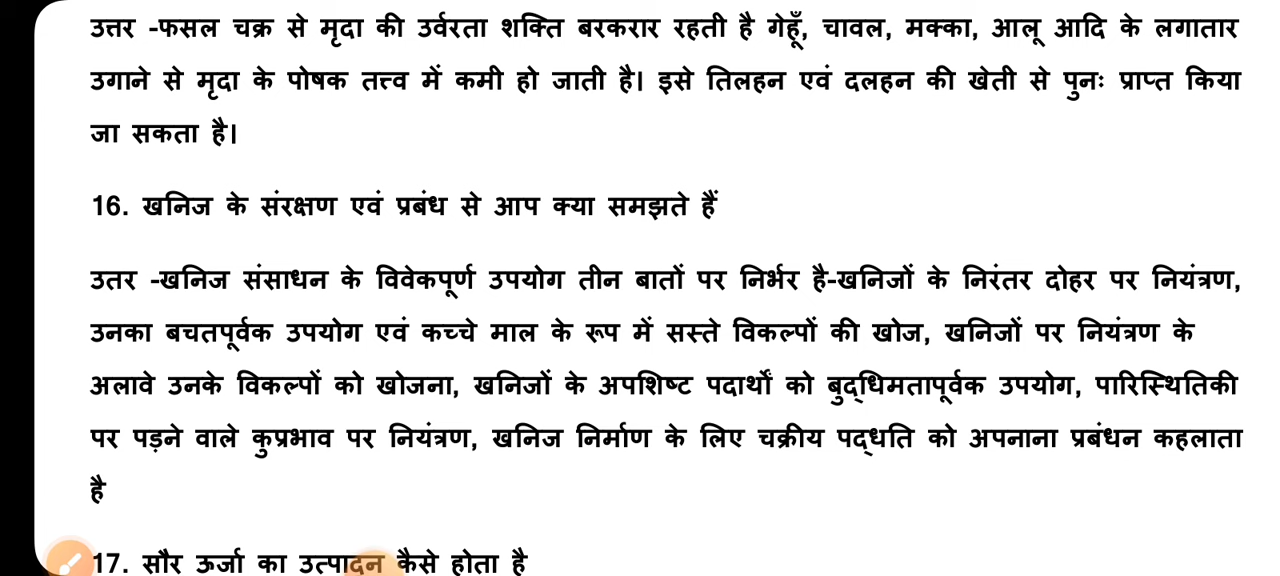 उत्तर -फसल चक्र से मृदा की उर्वरता शक्ति बरकरार रहती है गेहूँ, चावल, मक्का, आलू आदि के लगातार
उगाने से मृदा के पोषक तत्त्व में कमी हो जाती है। इसे तिलहन एवं दलहन की खेती से पुनः प्राप्त किया
जा सकता है।
16. खनिज के संरक्षण एवं प्रबंध से आप क्या समझते हैं
उतर -खनिज संसाधन के विवेकपूर्ण उपयोग तीन बातों पर निर्भर है-खनिजों के निरंतर दोहर पर नियंत्रण,
उनका बचतपूर्वक उपयोग एवं कच्चे माल के रूप में सस्ते विकल्पों की खोज, खनिजों पर नियंत्रण के
अलावे उनके विकल्पों को खोजना, खनिजों के अपशिष्ट पदार्थों को बुद्धिमतापूर्वक उपयोग, पारिस्थितिकी
पर पड़ने वाले कुप्रभाव पर नियंत्रण, खनिज निर्माण के लिए चक्रीय पद्धति को अपनाना प्रबंधन कहलाता
है
17. सौर ऊर्जा का उत्पादन कैसे होता है